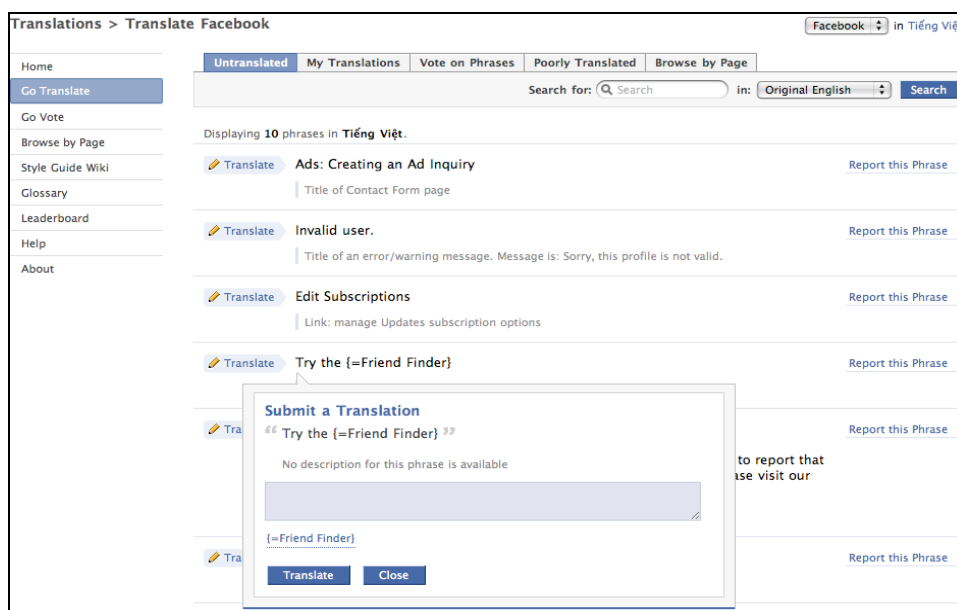 Translations > Translate Facebook
Facebook in Tiếng Việ
Home
Go Translate
Go Vote
Browse by Page
Style Guide Wiki
Glossary
Leaderboard
Help
About
Untranslated My Translations Vote on Phrases Poorly Translated Browse by Page
Search for: Search in: Original English Search
Displaying 10 phrases in Tiếng Việt.
Translate Ads: Creating an Ad Inquiry Report this Phrase
Title of Contact Form page
Translate Invalid user. Report this Phrase
Title of an error/warning message. Message is: Sorry, this profile is not valid.
Translate Edit Subscriptions Report this Phrase
Link: manage Updates subscription options
Translate Try the {=Friend Finder} Report this Phrase
Submit a Translation
“ Try the {=Friend Finder} ”
No description for this phrase is available
{=Friend Finder}
Translate Close
Tra Report this Phrase
to report that
ase visit our
Tra Report this Phrase